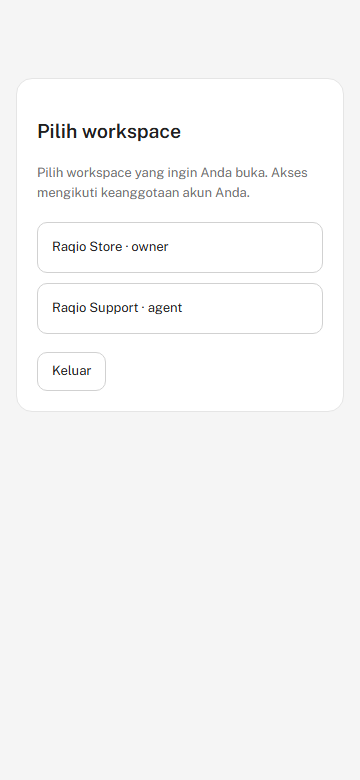 Pilih workspace
Pilih workspace yang ingin Anda buka. Akses
mengikuti keanggotaan akun Anda.
Raqio Store · owner
Raqio Support · agent
Keluar